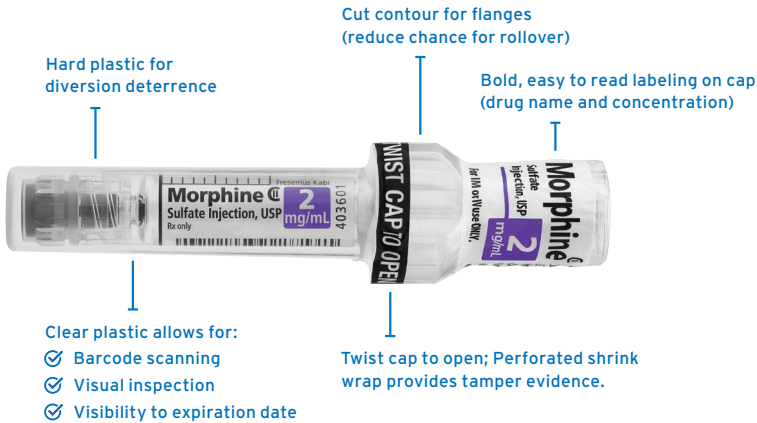 Cut contour for flanges
(reduce chance for rollover)
Hard plastic for
diversion deterrence
Bold, easy to read labeling on cap
(drug name and concentration)
Fresenius Kabi
Morphine CII
Sulfate Injection, USP
Rx only
2
mg/mL
403601
TWIST CAP TO OPEN
Morphine CII
Sulfate
Injection, USP
For IM or IV use ONLY.
2
mg/mL
Clear plastic allows for:
Barcode scanning
Visual inspection
Visibility to expiration date
Twist cap to open; Perforated shrink
wrap provides tamper evidence.